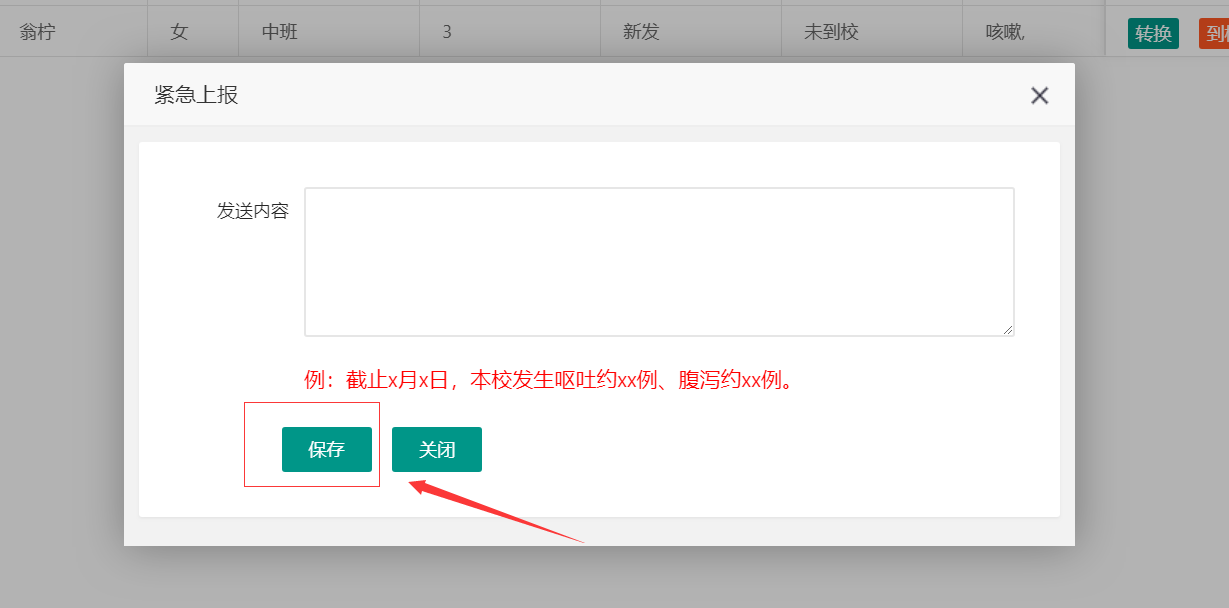 翁柠 女 中班 3 新发 未到校 咳嗽, 转换 到
紧急上报
发送内容
例：截止x月x日，本校发生呕吐约xx例、腹泻约xx例。
保存 关闭